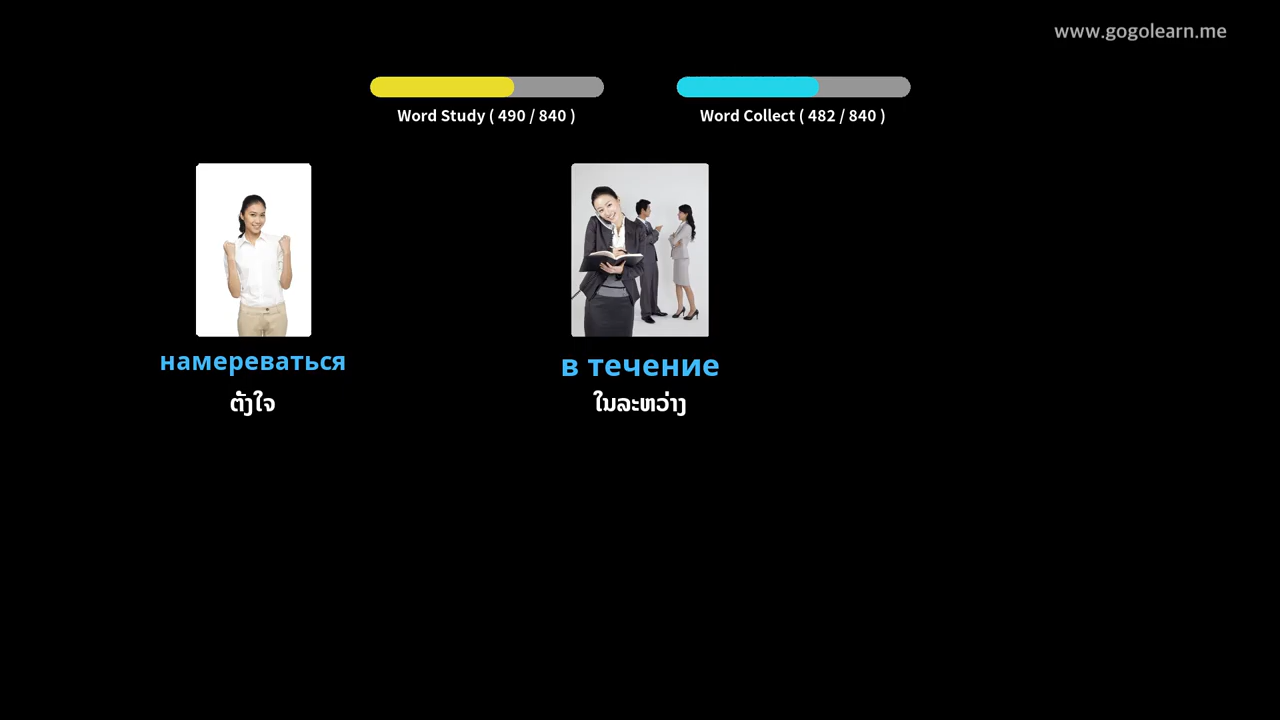 www.gogolearn.me
Word Study ( 490 / 840 )
Word Collect ( 482 / 840 )
намереваться
ຕັ້ງໃຈ
в течение
ໃນລະຫວ່າງ